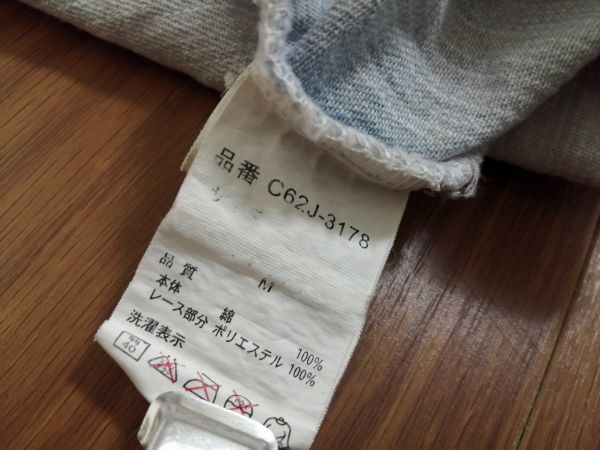 品番 C62J-3178
M
品質
本体 綿 100%
レース部分 ポリエステル 100%
洗濯表示
40